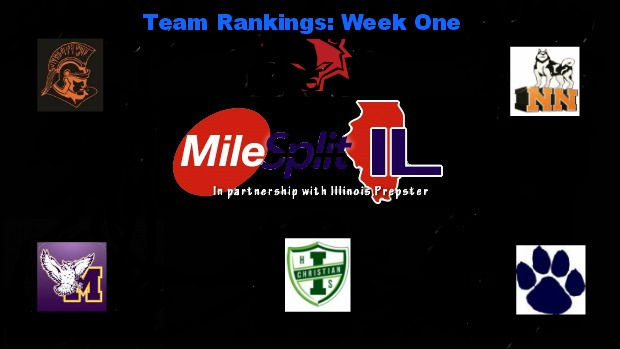 Team Rankings: Week One
NN
MileSplit IL
In partnership with Illinois Prepster
M
H I
CHRISTIAN
S